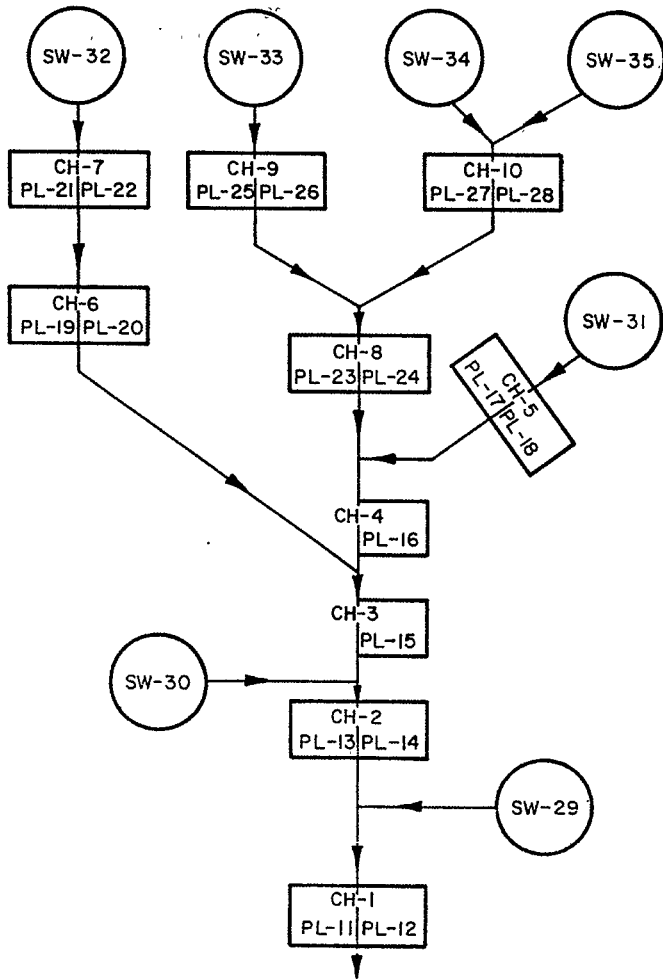 SW-32
SW-33
SW-34
SW-35
CH-7
PL-21 PL-22
CH-9
PL-25 PL-26
CH-10
PL-27 PL-28
CH-6
PL-19 PL-20
SW-31
CH-8
PL-23 PL-24
CH-5
PL-17 PL-18
CH-4
PL-16
CH-3
PL-15
SW-30
CH-2
PL-13 PL-14
SW-29
CH-1
PL-11 PL-12